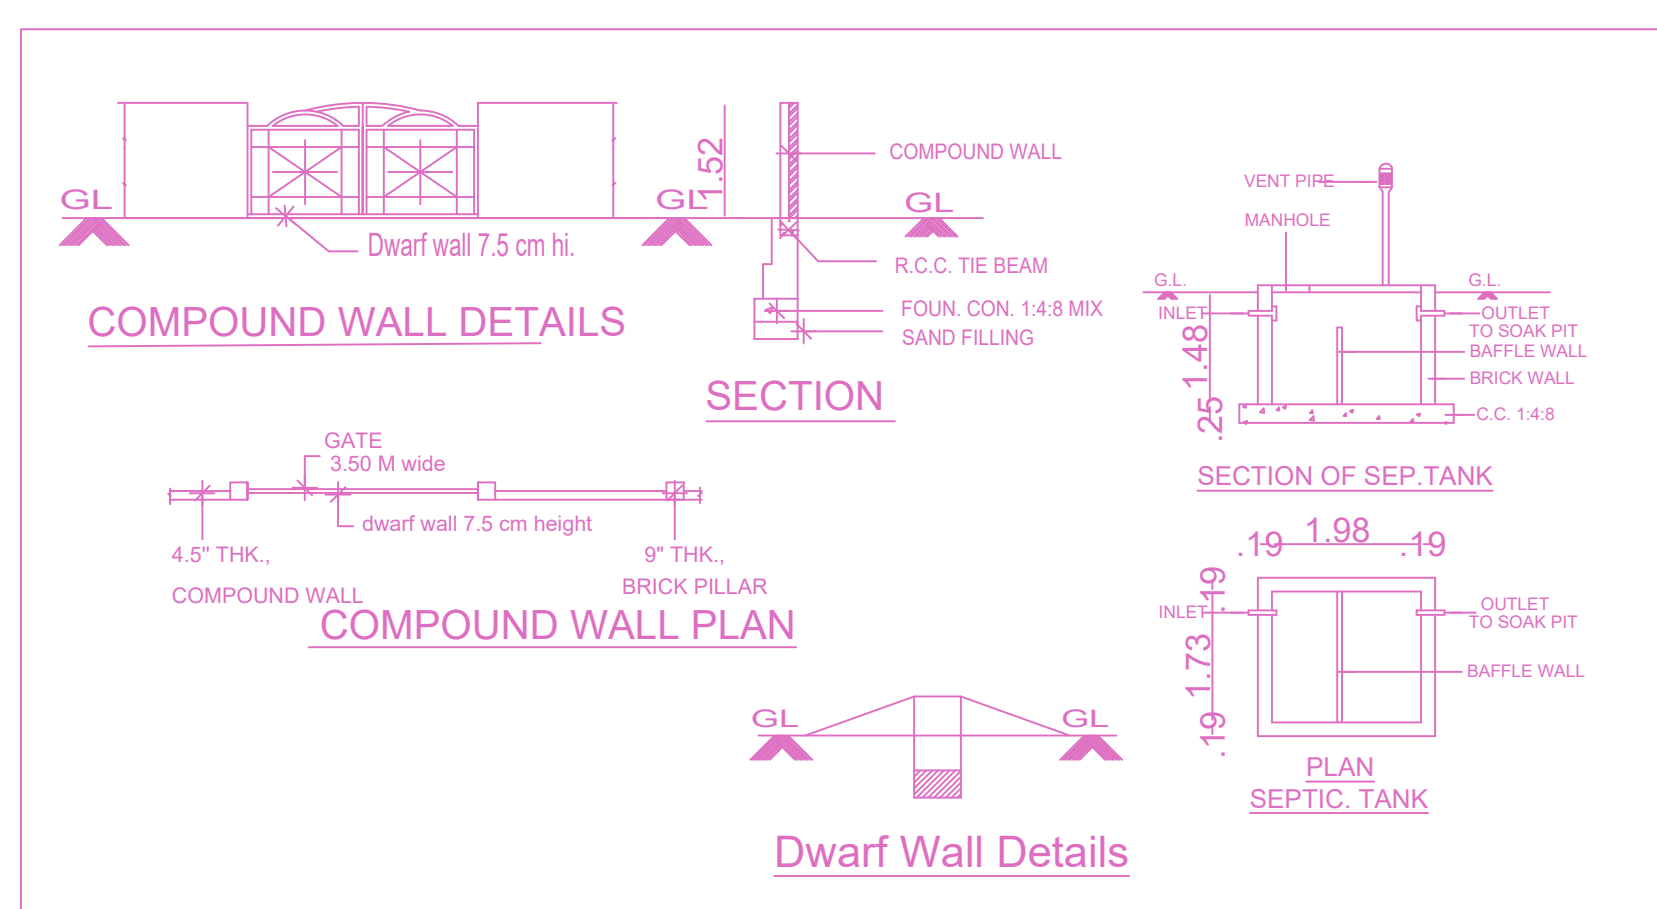 GL
GL
1.52
GL
Dwarf wall 7.5 cm hi.
COMPOUND WALL DETAILS
COMPOUND WALL
R.C.C. TIE BEAM
FOUN. CON. 1:4:8 MIX
SAND FILLING
SECTION
VENT PIPE
MANHOLE
G.L.
G.L.
INLET
OUTLET
TO SOAK PIT
BAFFLE WALL
BRICK WALL
C.C. 1:4:8
1.48
.25
SECTION OF SEP.TANK
GATE
3.50 M wide
dwarf wall 7.5 cm height
4.5" THK.,
COMPOUND WALL
9" THK.,
BRICK PILLAR
COMPOUND WALL PLAN
.19
1.98
.19
.19
1.73
.19
INLET
OUTLET
TO SOAK PIT
BAFFLE WALL
PLAN
SEPTIC. TANK
GL
GL
Dwarf Wall Details